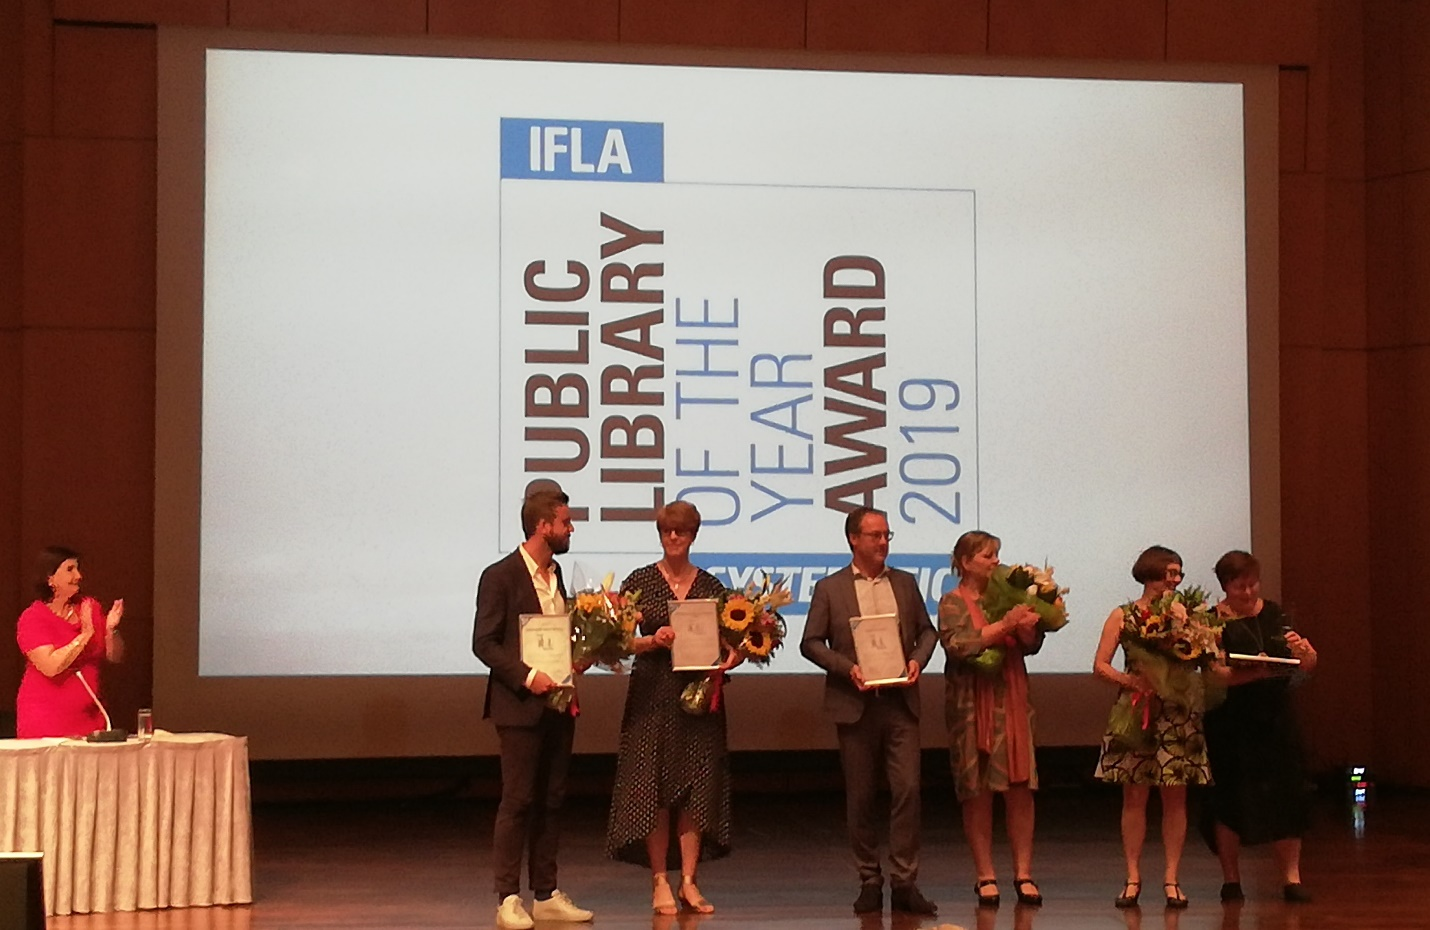 IFLA
PUBLIC
LIBRARY
OF THE
YEAR
AWARD
2019